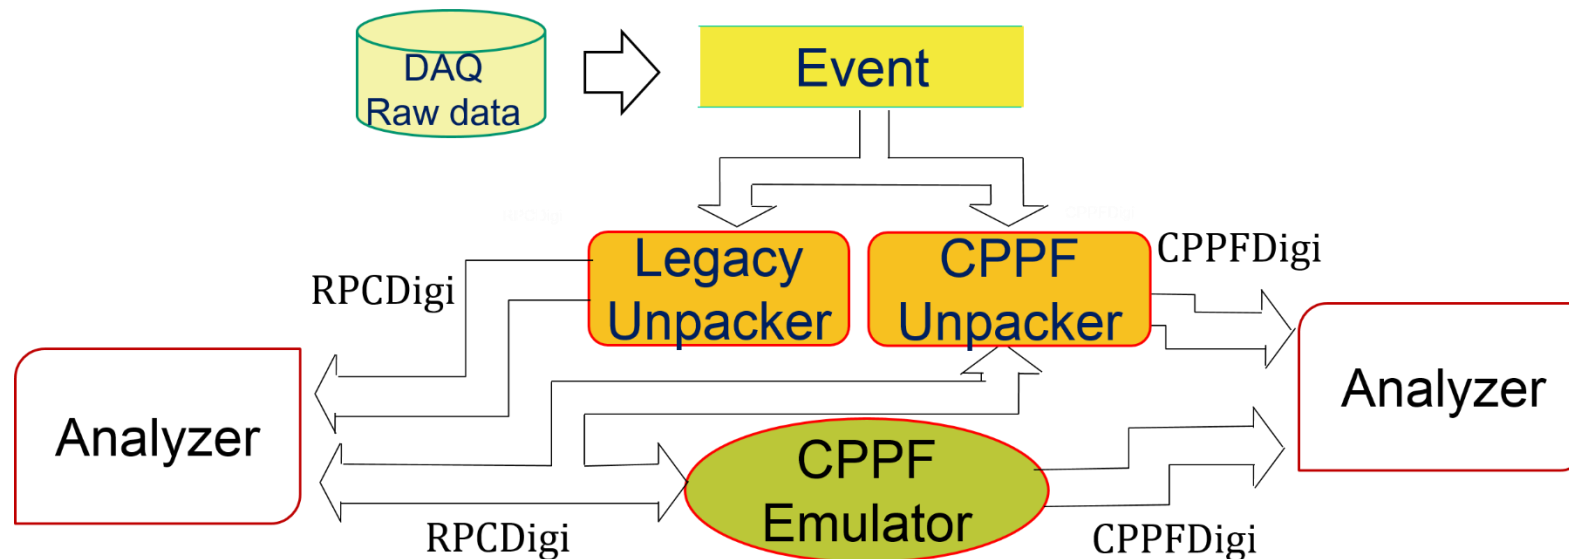 DAQ
Raw data
Event
Legacy
Unpacker
CPPF
Unpacker
CPPFDigi
RPCDigi
Analyzer
Analyzer
CPPF
Emulator
RPCDigi
CPPFDigi